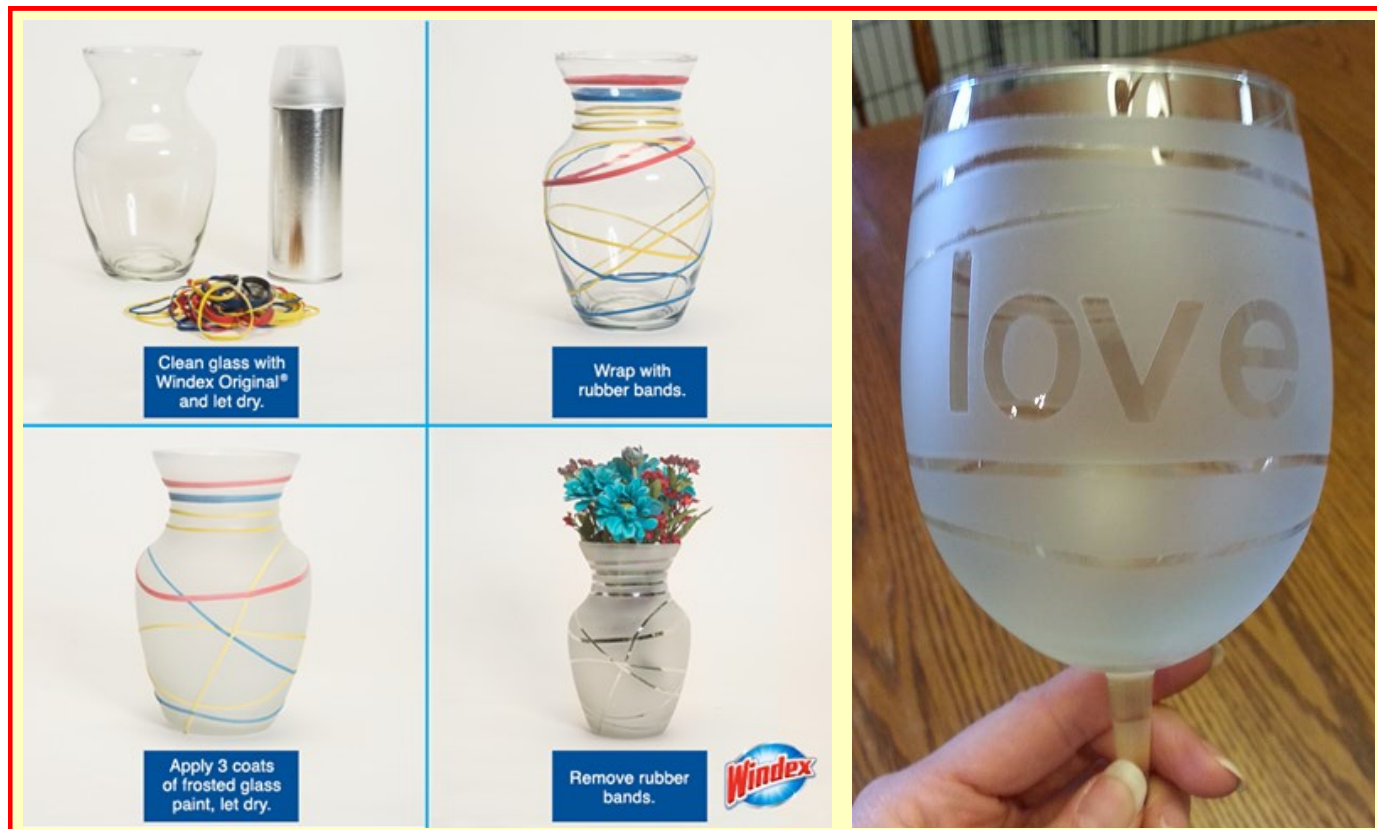 Clean glass with
Windex Original®
and let dry.
Wrap with
rubber bands.
Apply 3 coats
of frosted glass
paint, let dry.
Remove rubber
bands.
Windex
love